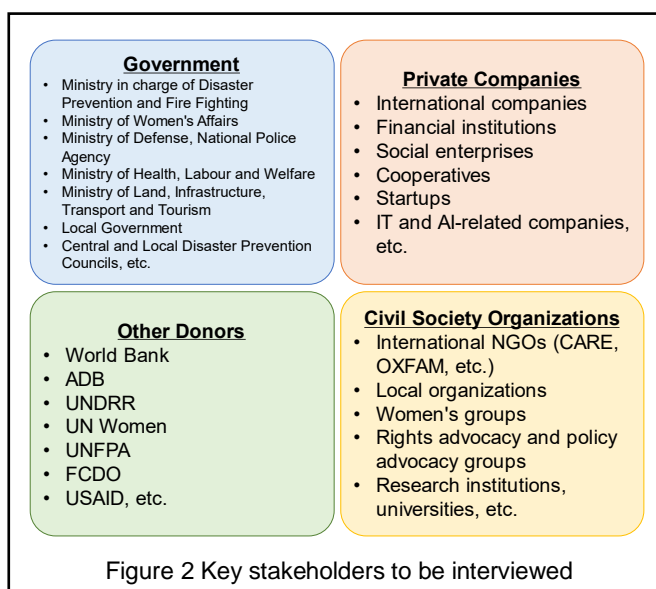 Government
• Ministry in charge of Disaster
Prevention and Fire Fighting
• Ministry of Women's Affairs
• Ministry of Defense, National Police
Agency
• Ministry of Health, Labour and Welfare
• Ministry of Land, Infrastructure,
Transport and Tourism
• Local Government
• Central and Local Disaster Prevention
Councils, etc.
Private Companies
• International companies
• Financial institutions
• Social enterprises
• Cooperatives
• Startups
• IT and AI-related companies,
etc.
Other Donors
• World Bank
• ADB
• UNDRR
• UN Women
• UNFPA
• FCDO
• USAID, etc.
Civil Society Organizations
• International NGOs (CARE,
OXFAM, etc.)
• Local organizations
• Women's groups
• Rights advocacy and policy
advocacy groups
• Research institutions,
universities, etc.
Figure 2 Key stakeholders to be interviewed